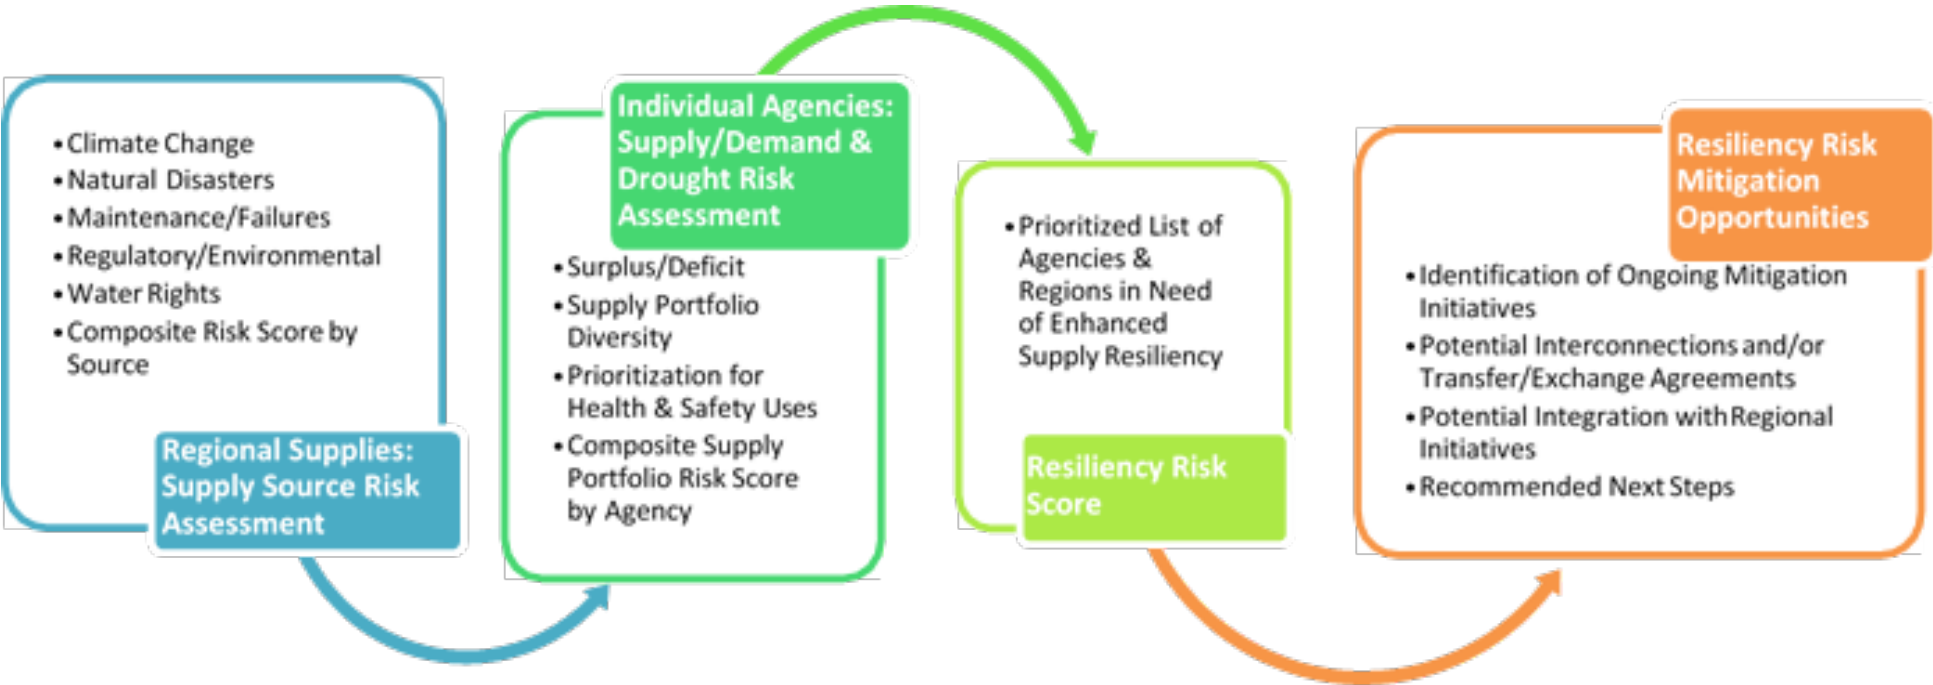 •Climate Change
•Natural Disasters
•Maintenance/Failures
•Regulatory/Environmental
•Water Rights
•Composite Risk Score by
Source
Regional Supplies:
Supply Source Risk
Assessment
Individual Agencies:
Supply/Demand &
Drought Risk
Assessment
•Surplus/Deficit
•Supply Portfolio
Diversity
•Prioritization for
Health & Safety Uses
•Composite Supply
Portfolio Risk Score
by Agency
•Prioritized List of
Agencies &
Regions in Need
of Enhanced
Supply Resiliency
Resiliency Risk
Score
Resiliency Risk
Mitigation
Opportunities
•Identification of Ongoing Mitigation
Initiatives
•Potential Interconnections and/or
Transfer/Exchange Agreements
•Potential Integration with Regional
Initiatives
•Recommended Next Steps